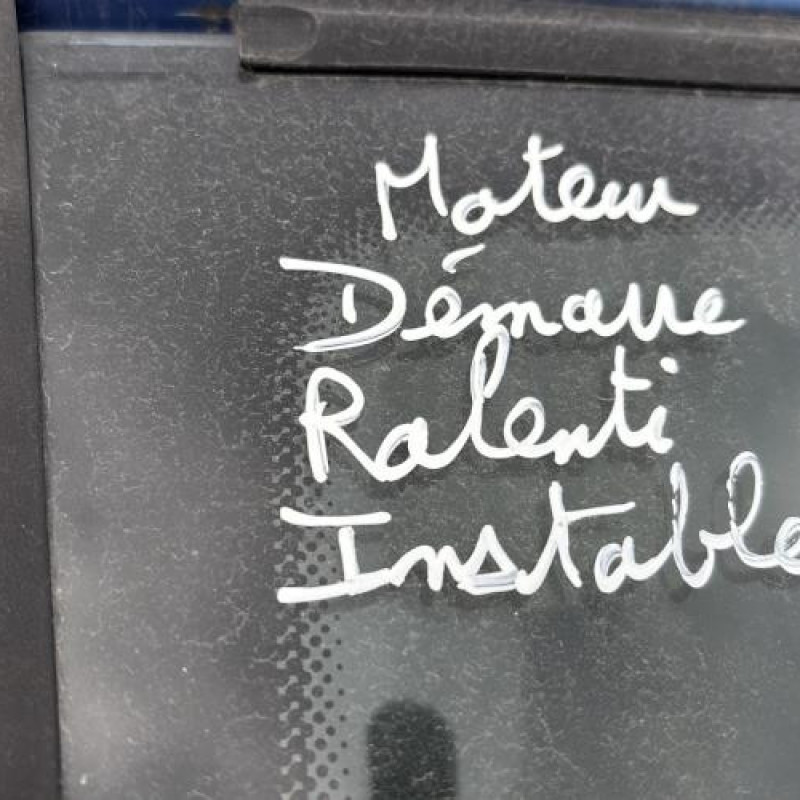 Moteur
Démarre
Ralenti
Instable